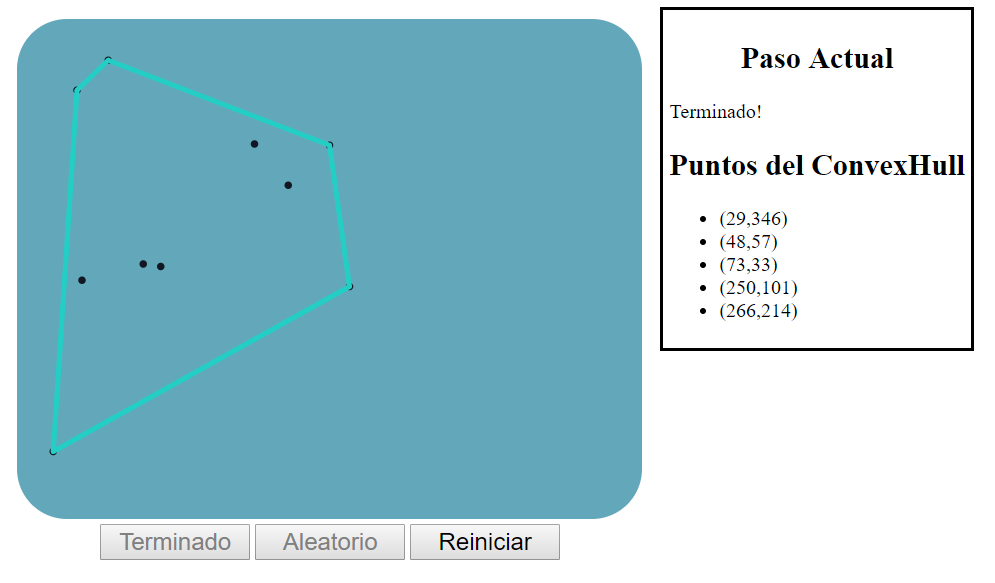 Paso Actual
Terminado!
Puntos del ConvexHull
(29,346)
(48,57)
(73,33)
(250,101)
(266,214)
Terminado
Aleatorio
Reiniciar